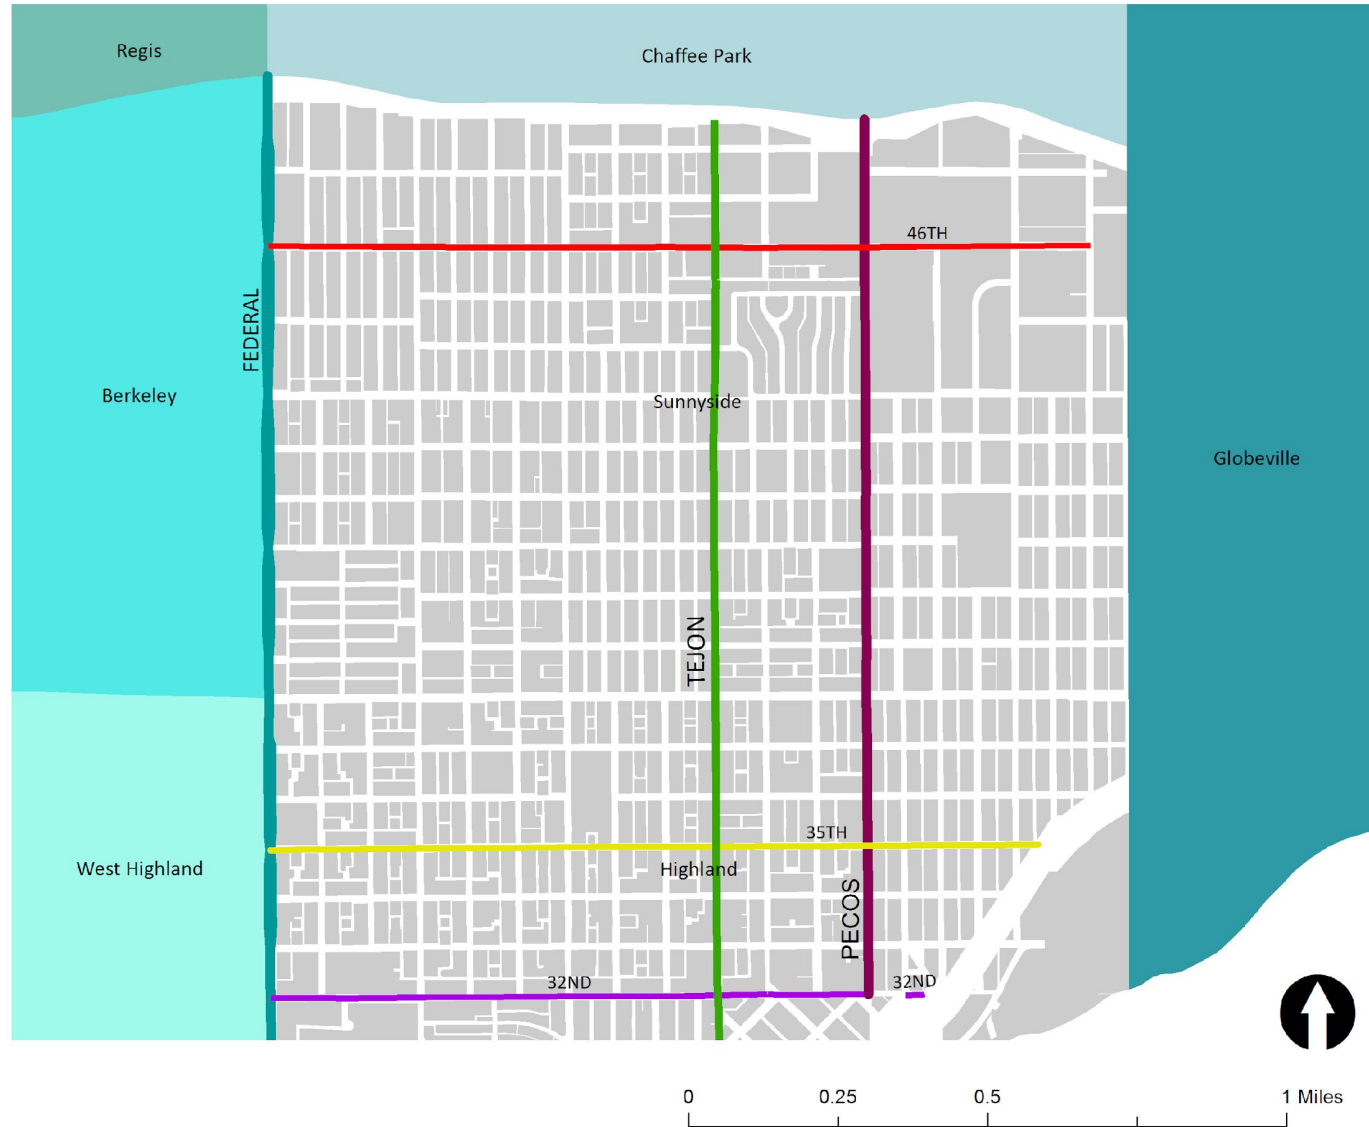 Regis
Chaffee Park
46TH
FEDERAL
Berkeley
Sunnyside
Globeville
TEJON
35TH
West Highland
Highland
PECOS
32ND
32ND
0 0.25 0.5 1 Miles